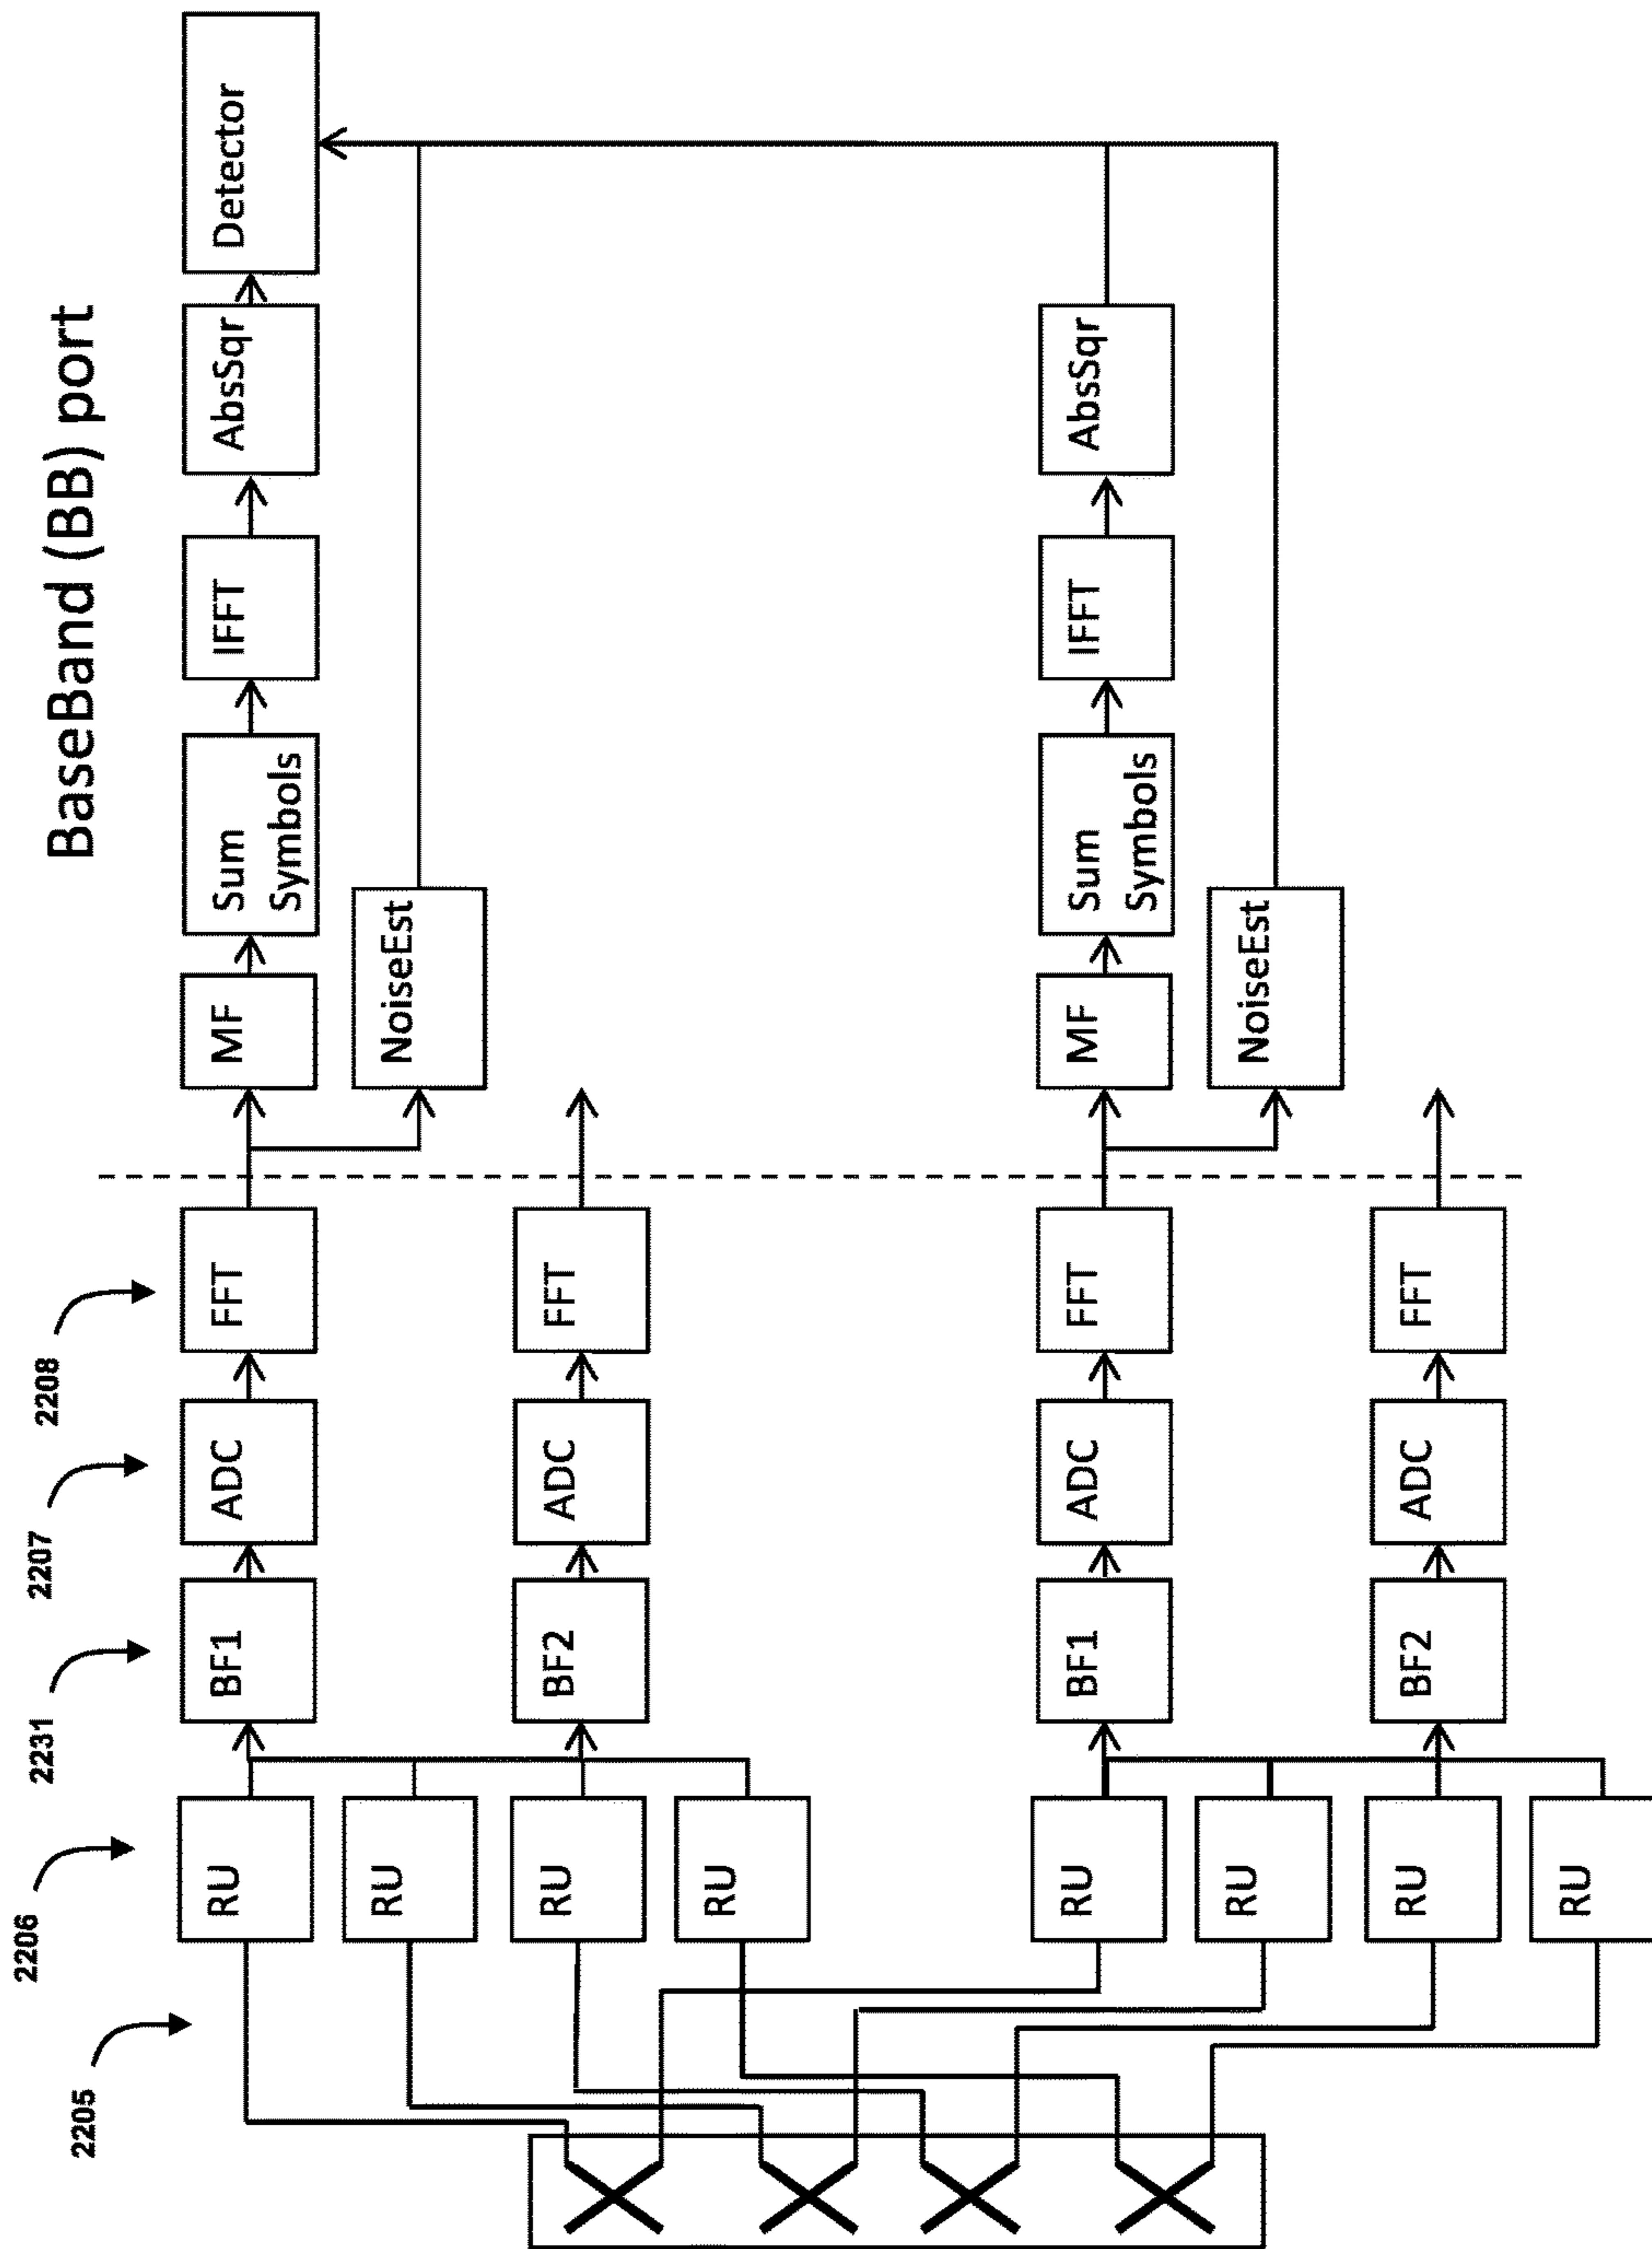 BaseBand (BB) port
2205
2206
2231
2207
2208
RU
BF1
ADC
FFT
MF
Sum
Symbols
IFFT
AbsSqr
Detector
RU
NoiseEst
RU
BF2
ADC
FFT
RU
RU
BF1
ADC
FFT
MF
Sum
Symbols
IFFT
AbsSqr
RU
NoiseEst
RU
BF2
ADC
FFT
RU